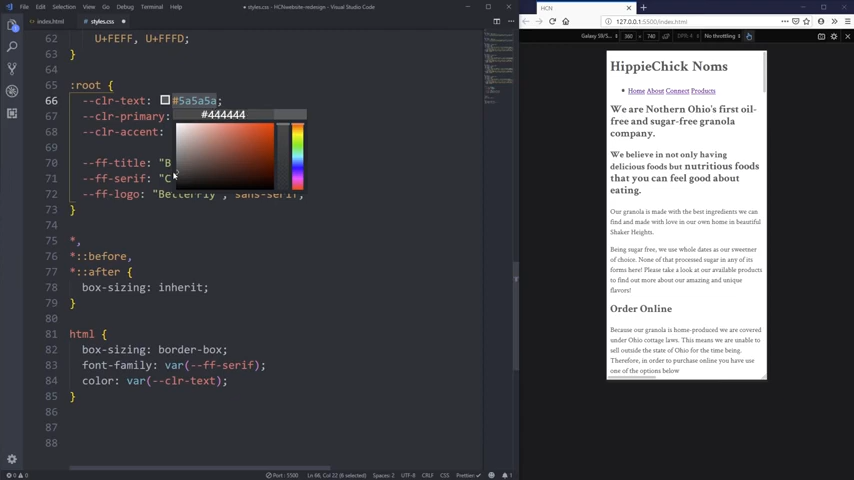 File Edit Selection View Go Debug Terminal Help
styles.css - HCNwebsite-redesign - Visual Studio Code
index.html
styles.css
62 U+FEFF, U+FFFD;
63 }
64
65 :root {
66 --clr-text: #5a5a5a;
67 --clr-primary:
#444444
68 --clr-accent:
69
70 --ff-title: "B
71 --ff-serif: "C
72 --ff-logo: "Betterfly", sans-serif;
73 }
74
75 *,
76 *::before,
77 *::after {
78 box-sizing: inherit;
79 }
80
81 html {
82 box-sizing: border-box;
83 font-family: var(--ff-serif);
84 color: var(--clr-text);
85 }
86
87
88
0 0
Port : 5500
Ln 66, Col 22 (6 selected)
Spaces: 2
UTF-8
CRLF
CSS
Prettier
1
HCN
127.0.0.1:5500/index.html
Galaxy S9/S... 360 x 740 DPR: 4 No throttling
HippieChick Noms
Home About Connect Products
We are Nothern Ohio's first oil-
free and sugar-free granola
company.
We believe in not only having
delicious foods but nutritious foods
that you can feel good about
eating.
Our granola is made with the best ingredients we can
find and made with love in our own home in beautiful
Shaker Heights.
Being sugar free, we use whole dates as our sweetner
of choice. None of that processed sugar in any of its
forms here! Please take a look at our available products
to find out more about our amazing and unique
flavors!
Order Online
Because our granola is home-produced we are covered
under Ohio cottage laws. This means we are unable to
sell outside the state of Ohio for the time being.
Therefore, in order to purchase online you have use
one of the options below